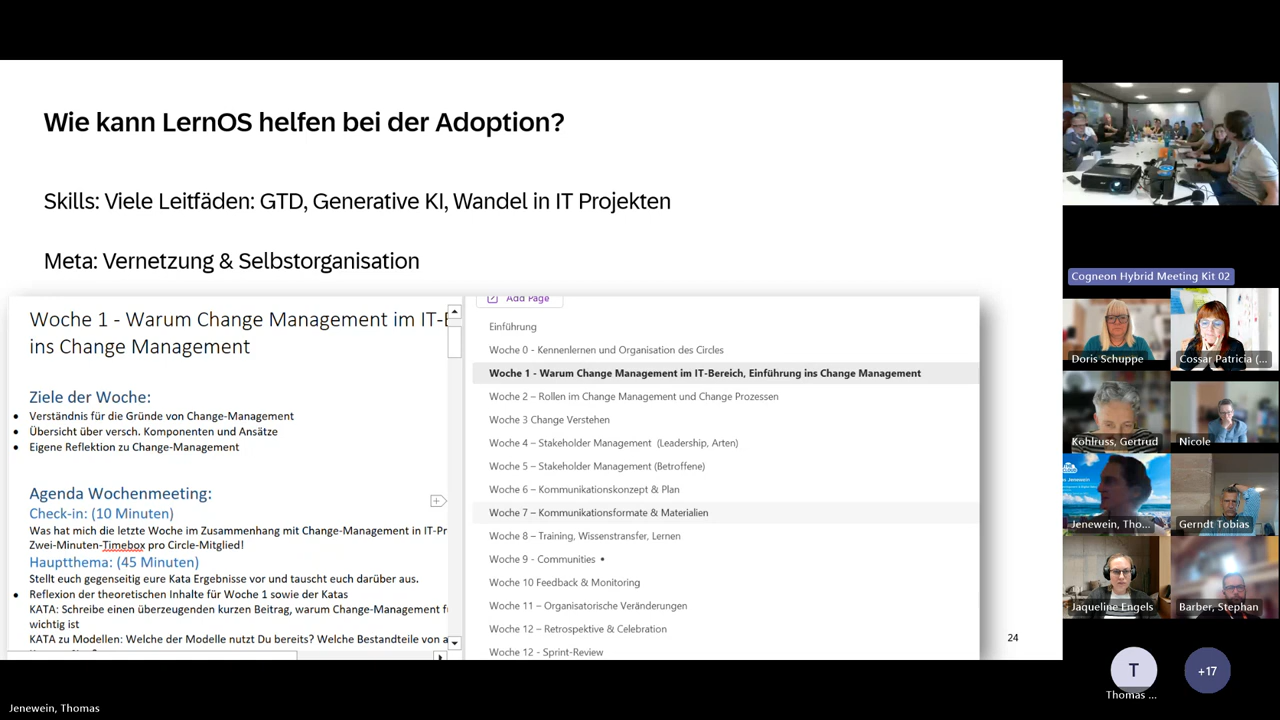 Wie kann LernOS helfen bei der Adoption?
Skills: Viele Leitfäden: GTD, Generative KI, Wandel in IT Projekten
Meta: Vernetzung & Selbstorganisation
Woche 1 - Warum Change Management im IT-
ins Change Management
Ziele der Woche:
Verständnis für die Gründe von Change-Management
Übersicht über versch. Komponenten und Ansätze
Eigene Reflektion zu Change-Management
Agenda Wochenmeeting:
Check-in: (10 Minuten)
Was hat mich die letzte Woche im Zusammenhang mit Change-Management in IT-Pr
Zwei-Minuten-Timebox pro Circle-Mitglied!
Hauptthema: (45 Minuten)
Stellt euch gegenseitig eure Kata Ergebnisse vor und tauscht euch darüber aus.
Reflexion der theoretischen Inhalte für Woche 1 sowie der Katas
KATA: Schreibe einen überzeugenden kurzen Beitrag, warum Change-Management f
wichtig ist
KATA zu Modellen: Welche der Modelle nutzt Du bereits? Welche Bestandteile von a
Add Page
Einführung
Woche 0 - Kennenlernen und Organisation des Circles
Woche 1 - Warum Change Management im IT-Bereich, Einführung ins Change Management
Woche 2 – Rollen im Change Management und Change Prozessen
Woche 3 Change Verstehen
Woche 4 – Stakeholder Management (Leadership, Arten)
Woche 5 – Stakeholder Management (Betroffene)
Woche 6 – Kommunikationskonzept & Plan
Woche 7 – Kommunikationsformate & Materialien
Woche 8 – Training, Wissenstransfer, Lernen
Woche 9 - Communities •
Woche 10 Feedback & Monitoring
Woche 11 – Organisatorische Veränderungen
Woche 12 – Retrospektive & Celebration
Woche 12 - Sprint-Review
24
Cogneon Hybrid Meeting Kit 02
Doris Schuppe
Cossar Patricia (...
Kohlruss, Gertrud
Nicole
Jenewein, Tho...
Gerndt Tobias
Jaqueline Engels
Barber, Stephan
T
Thomas ...
+17
Jenewein, Thomas